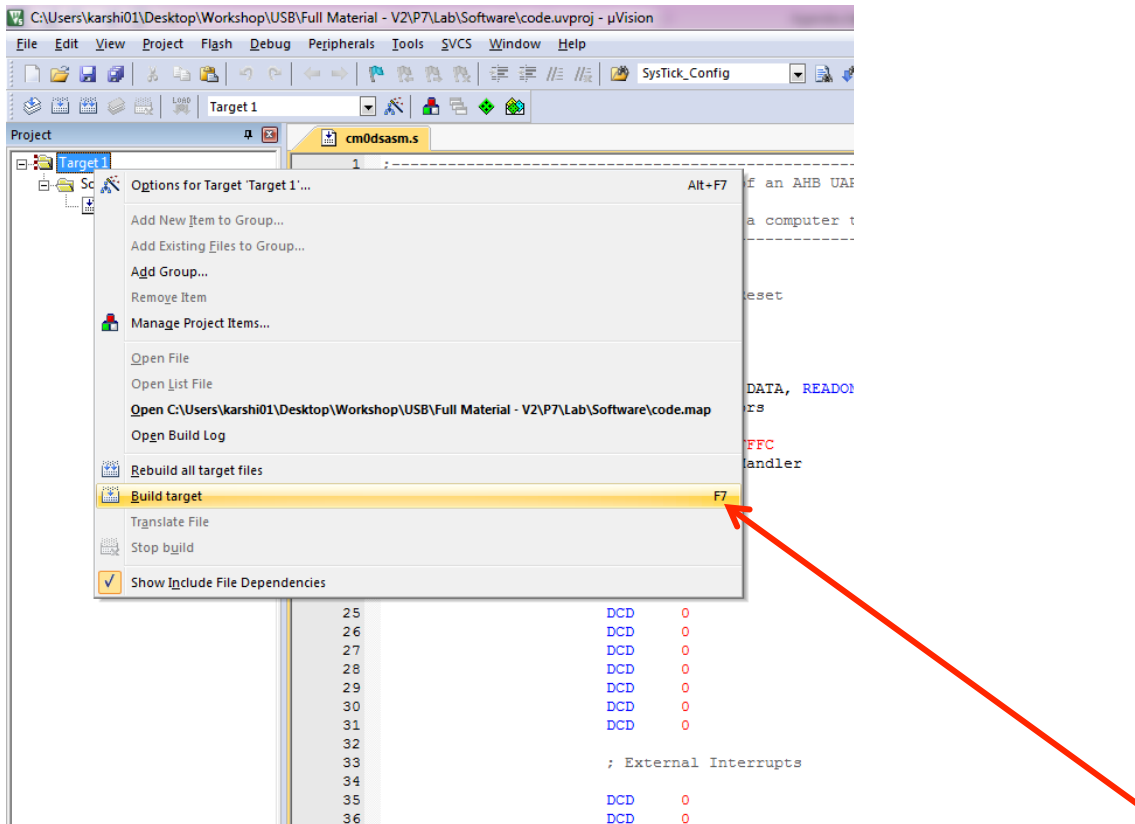 C:\Users\karshi01\Desktop\Workshop\USB\Full Material - V2\P7\Lab\Software\code.uvproj - µVision
File Edit View Project Flash Debug Peripherals Tools SVCS Window Help
SysTick_Config
LOAD Target 1
Project
cm0dsasm.s
Target 1
1 ;------------------------------------------------------
Options for Target 'Target 1'... Alt+F7
of an AHB UAR
Add New Item to Group...
a computer t
Add Existing Files to Group...
Add Group...
Remove Item
Reset
Manage Project Items...
Open File
Open List File
DATA, READON
Open C:\Users\karshi01\Desktop\Workshop\USB\Full Material - V2\P7\Lab\Software\code.map
Open Build Log
FFC
Rebuild all target files
Handler
Build target F7
Translate File
Stop build
Show Include File Dependencies
25 DCD 0
26 DCD 0
27 DCD 0
28 DCD 0
29 DCD 0
30 DCD 0
31 DCD 0
32
33 ; External Interrupts
34
35 DCD 0
36 DCD 0